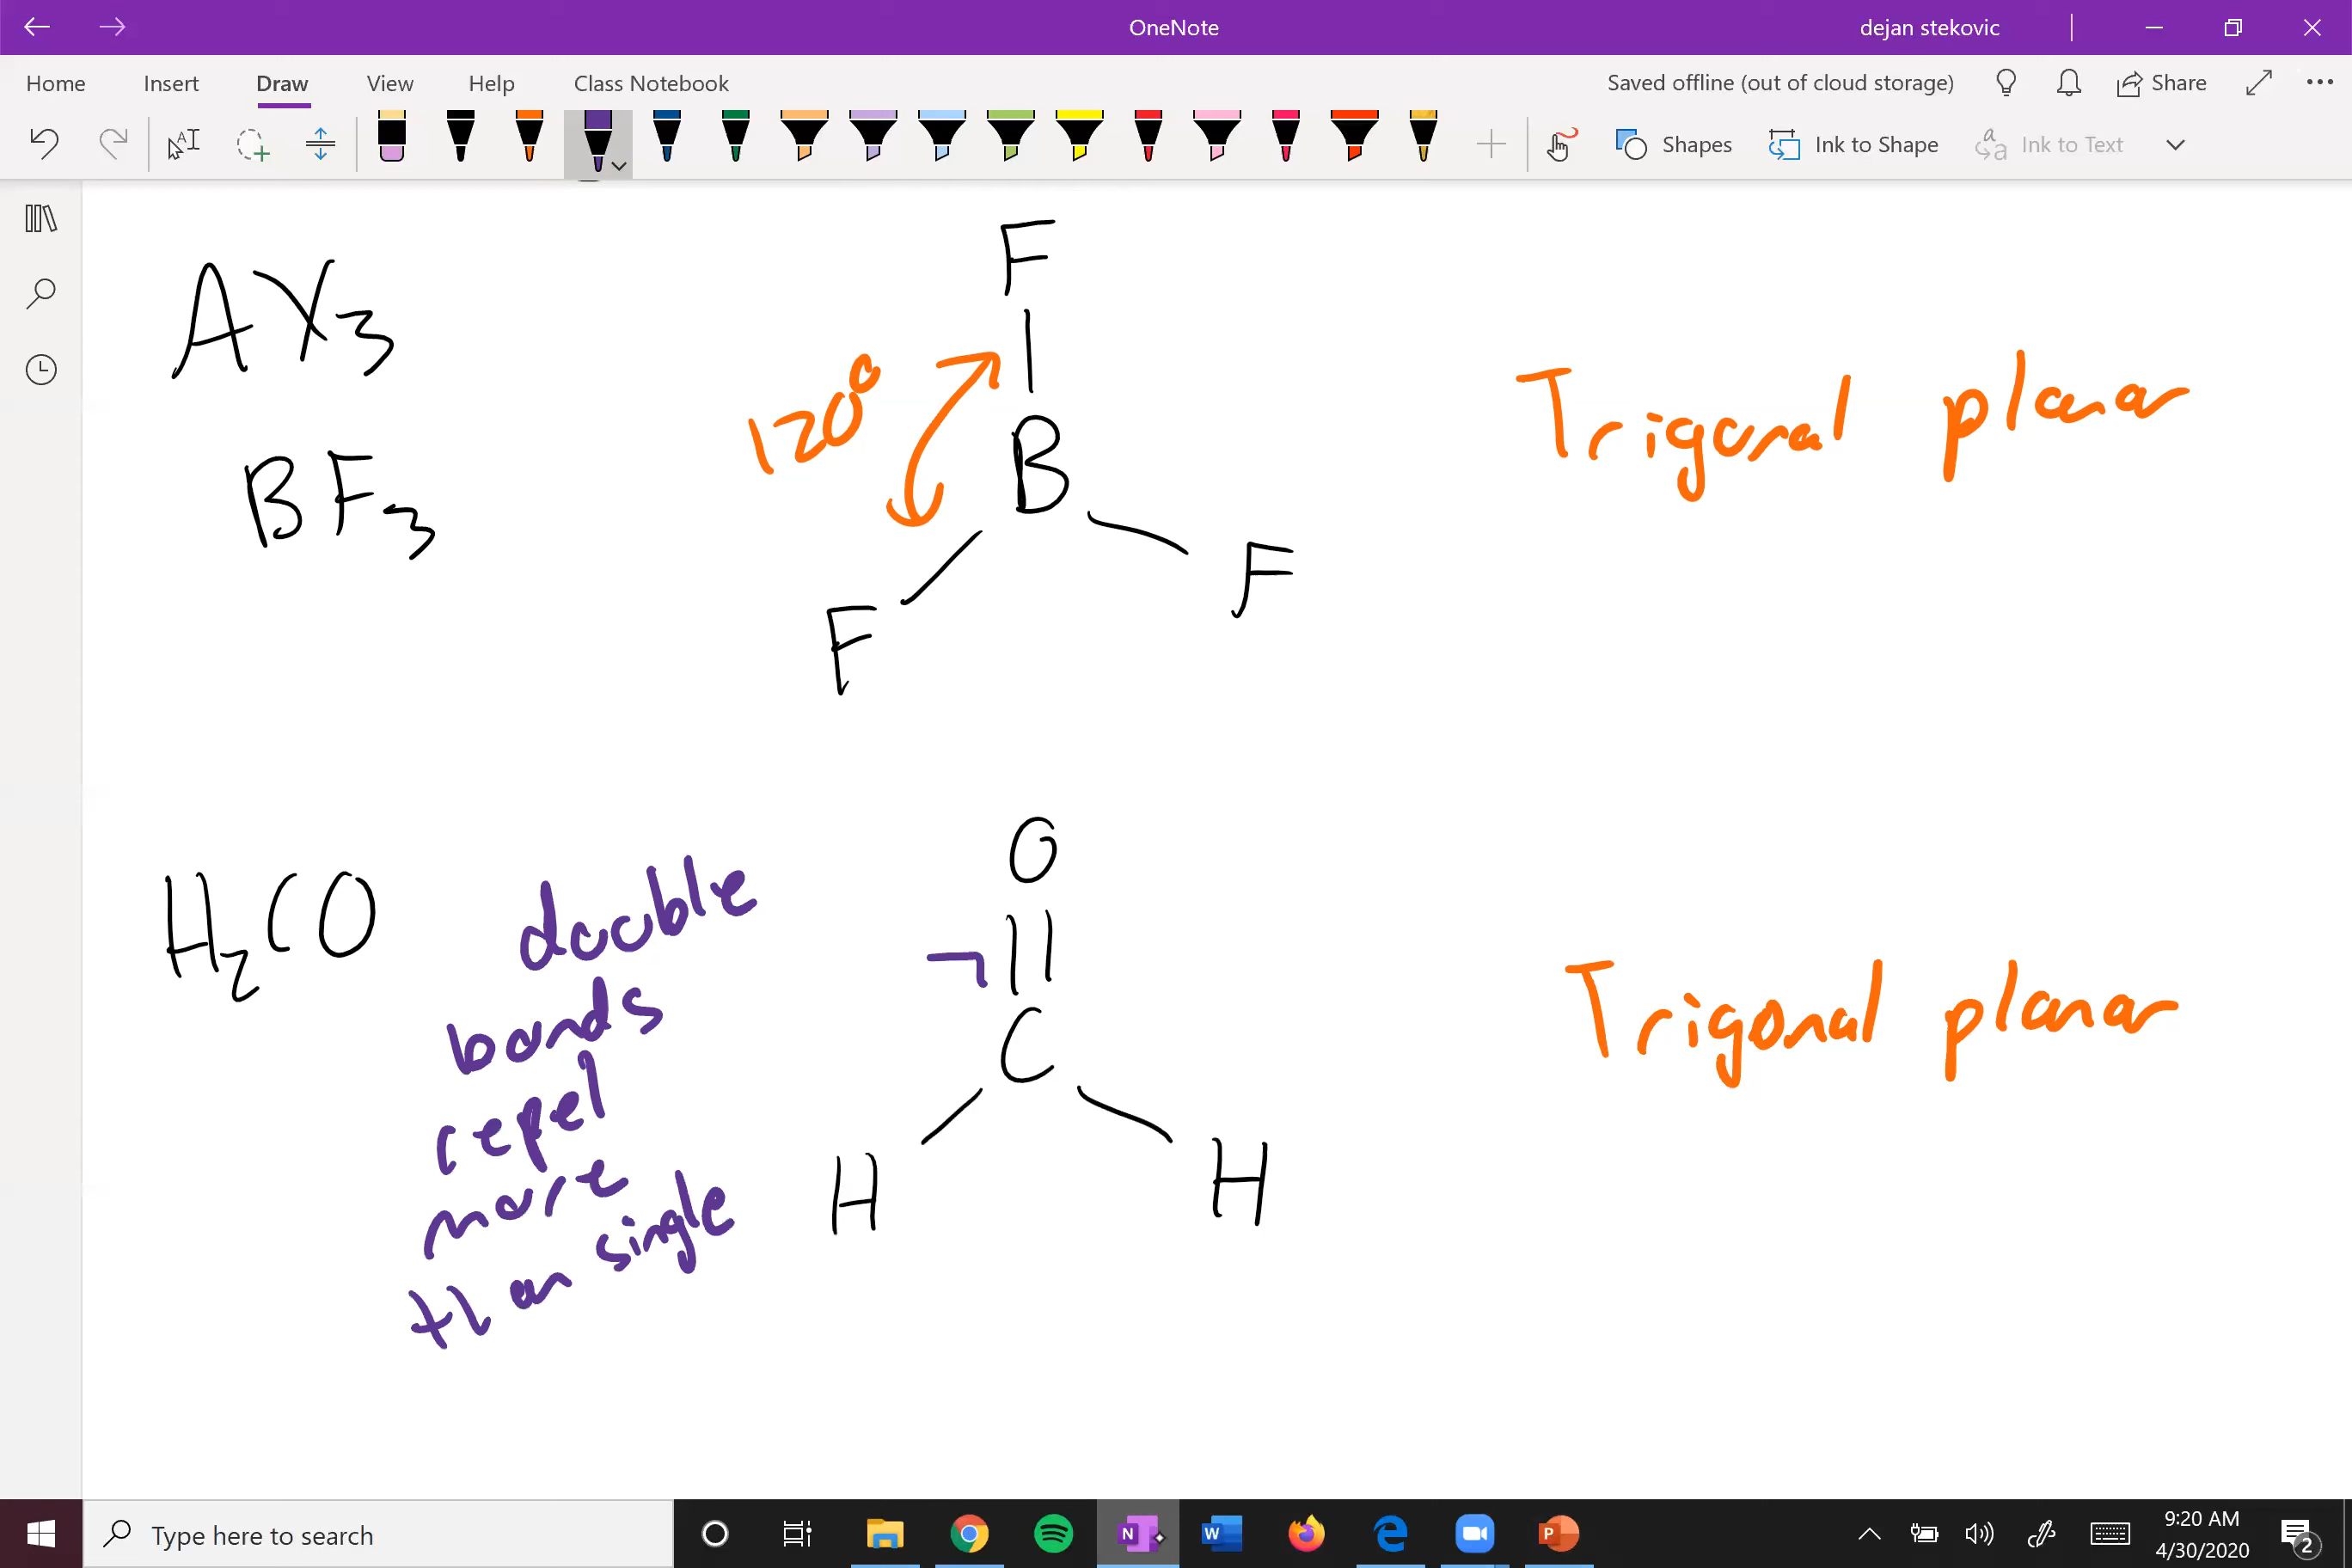 OneNote
dejan stekovic
Home Insert Draw View Help Class Notebook
Saved offline (out of cloud storage)
Share
Shapes
Ink to Shape
Ink to Text
AX3
BF3
F
B
F
F
120°
Trigonal planar
H2CO
double
bonds
repel
more
than single
O
C
H H
Trigonal planar
Type here to search
9:20 AM
4/30/2020
2